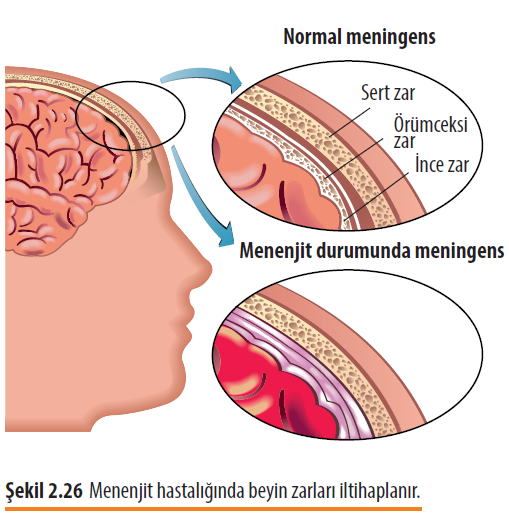 Normal meningens
Sert zar
Örümceksi
zar
İnce zar
Menenjit durumunda meningens
Şekil 2.26 Menenjit hastalığında beyin zarları iltihaplanır.